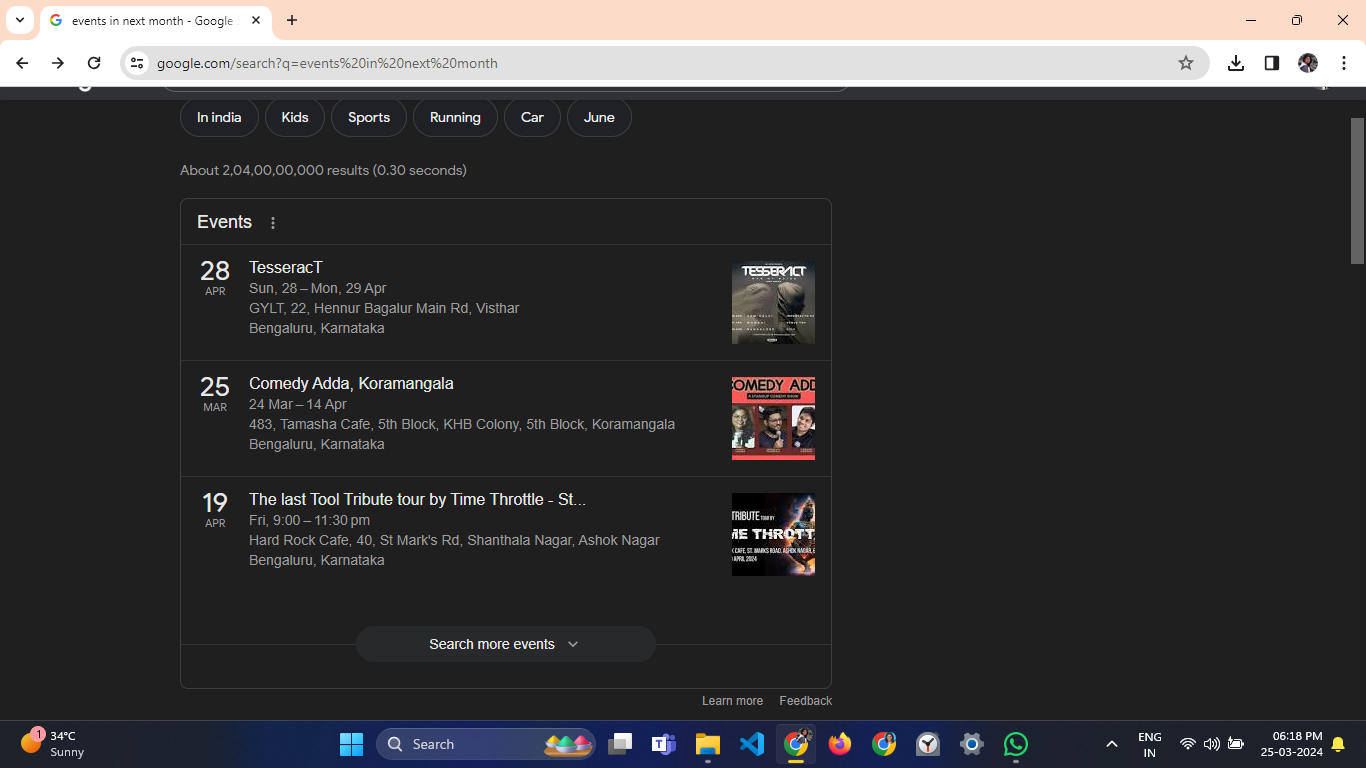 events in next month - Google
google.com/search?q=events%20in%20next%20month
In india
Kids
Sports
Running
Car
June
About 2,04,00,00,000 results (0.30 seconds)
Events
28
APR
TesseracT
Sun, 28 – Mon, 29 Apr
GYLT, 22, Hennur Bagalur Main Rd, Visthar
Bengaluru, Karnataka
TESSERACT
25
MAR
Comedy Adda, Koramangala
24 Mar – 14 Apr
483, Tamasha Cafe, 5th Block, KHB Colony, 5th Block, Koramangala
Bengaluru, Karnataka
COMEDY ADD
A STANDUP COMEDY SHOW
19
APR
The last Tool Tribute tour by Time Throttle - St...
Fri, 9:00 – 11:30 pm
Hard Rock Cafe, 40, St Mark's Rd, Shanthala Nagar, Ashok Nagar
Bengaluru, Karnataka
TRIBUTE TOUR BY
ME THROTT
CAFE, ST. MARKS ROAD, ASHOK NAGAR,
APRIL 2024
Search more events
Learn more
Feedback
1
34°C
Sunny
Search
ENG
IN
06:18 PM
25-03-2024